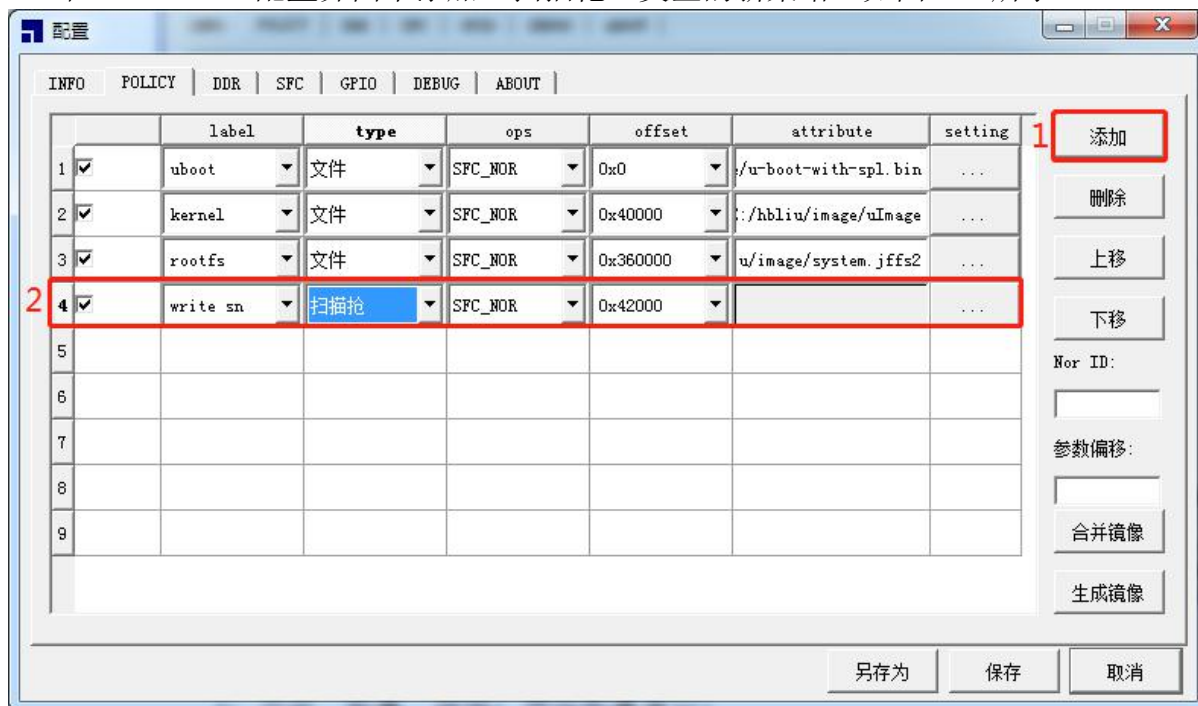 配置
INFO POLICY DDR SFC GPIO DEBUG ABOUT
label type ops offset attribute setting
1 添加
1 uboot 文件 SFC_NOR 0x0 /u-boot-with-spl.bin ...
删除
2 kernel 文件 SFC_NOR 0x40000 :/hbliu/image/uImage ...
3 rootfs 文件 SFC_NOR 0x360000 u/image/system.jffs2 ...
上移
2 4 write sn 扫描抢 SFC_NOR 0x42000 ...
下移
5
Nor ID:
6
7
参数偏移:
8
9
合并镜像
生成镜像
另存为 保存 取消